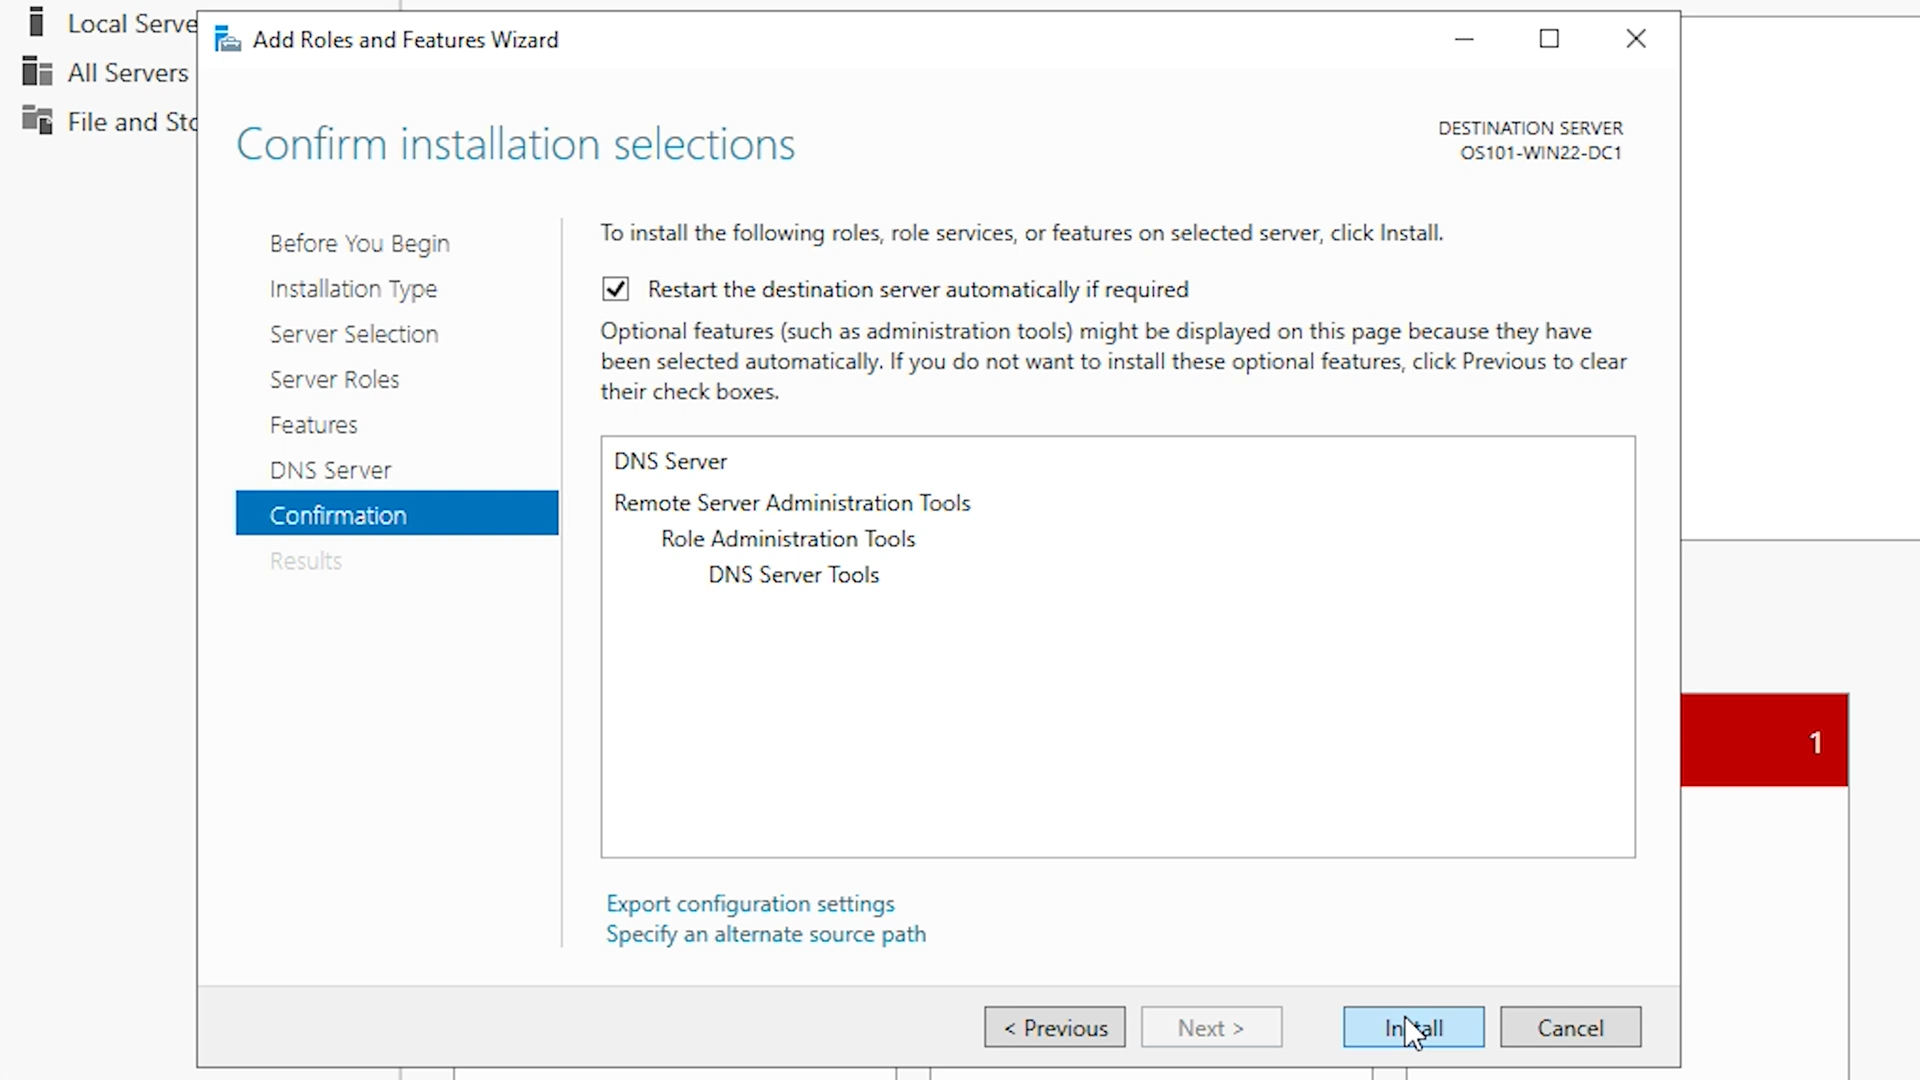 Local Serve
All Servers
File and Sto
Add Roles and Features Wizard
Confirm installation selections
DESTINATION SERVER
OS101-WIN22-DC1
Before You Begin
Installation Type
Server Selection
Server Roles
Features
DNS Server
Confirmation
Results
To install the following roles, role services, or features on selected server, click Install.
Restart the destination server automatically if required
Optional features (such as administration tools) might be displayed on this page because they have
been selected automatically. If you do not want to install these optional features, click Previous to clear
their check boxes.
DNS Server
Remote Server Administration Tools
Role Administration Tools
DNS Server Tools
Export configuration settings
Specify an alternate source path
1
< Previous
Next >
Install
Cancel